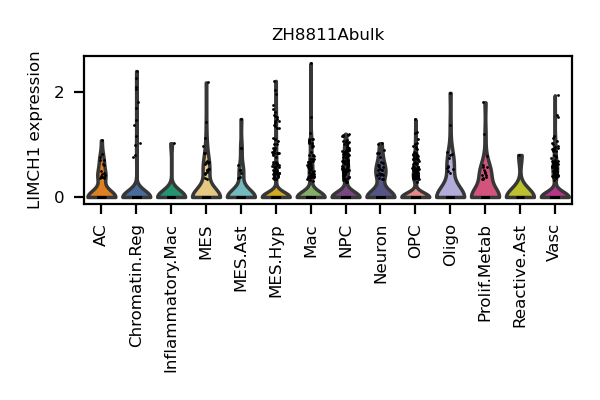 ZH8811Abulk
LIMCH1 expression
2
0
AC
Chromatin.Reg
Inflammatory.Mac
MES
MES.Ast
MES.Hyp
Mac
NPC
Neuron
OPC
Oligo
Prolif.Metab
Reactive.Ast
Vasc